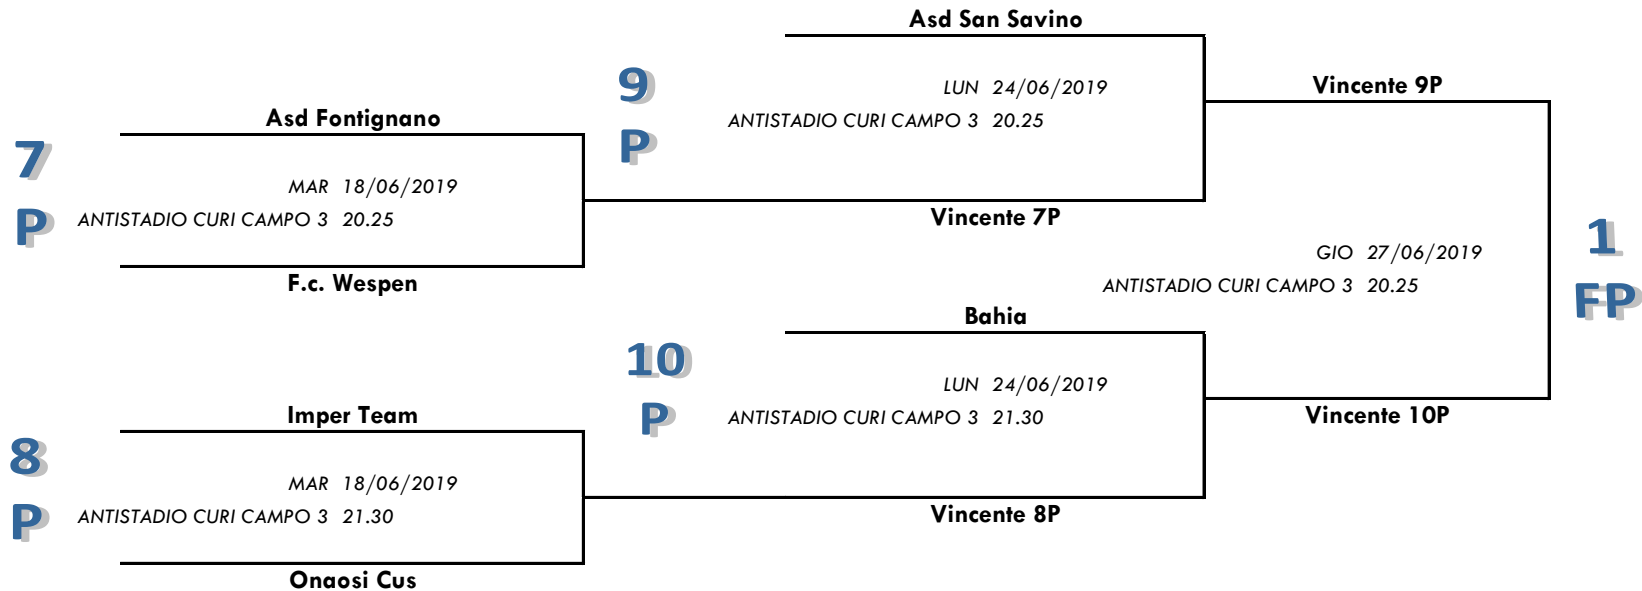 Asd San Savino
9
P
LUN 24/06/2019
ANTISTADIO CURI CAMPO 3 20.25
Vincente 9P
Asd Fontignano
7
P
MAR 18/06/2019
ANTISTADIO CURI CAMPO 3 20.25
Vincente 7P
F.c. Wespen
1
FP
GIO 27/06/2019
ANTISTADIO CURI CAMPO 3 20.25
Bahia
10
P
LUN 24/06/2019
ANTISTADIO CURI CAMPO 3 21.30
Vincente 10P
Imper Team
8
P
MAR 18/06/2019
ANTISTADIO CURI CAMPO 3 21.30
Vincente 8P
Onaosi Cus